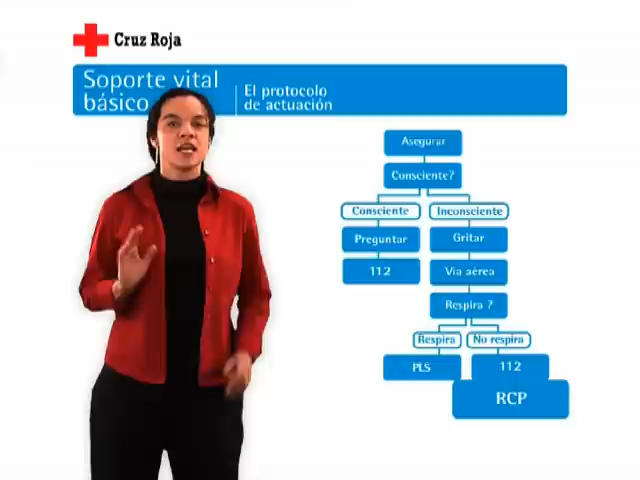 Cruz Roja
Soporte vital
básico
El protocolo
de actuación
Asegurar
Consciente?
Consciente
Inconsciente
Preguntar
Gritar
112
Vía aérea
Respira ?
Respira
No respira
PLS
112
RCP